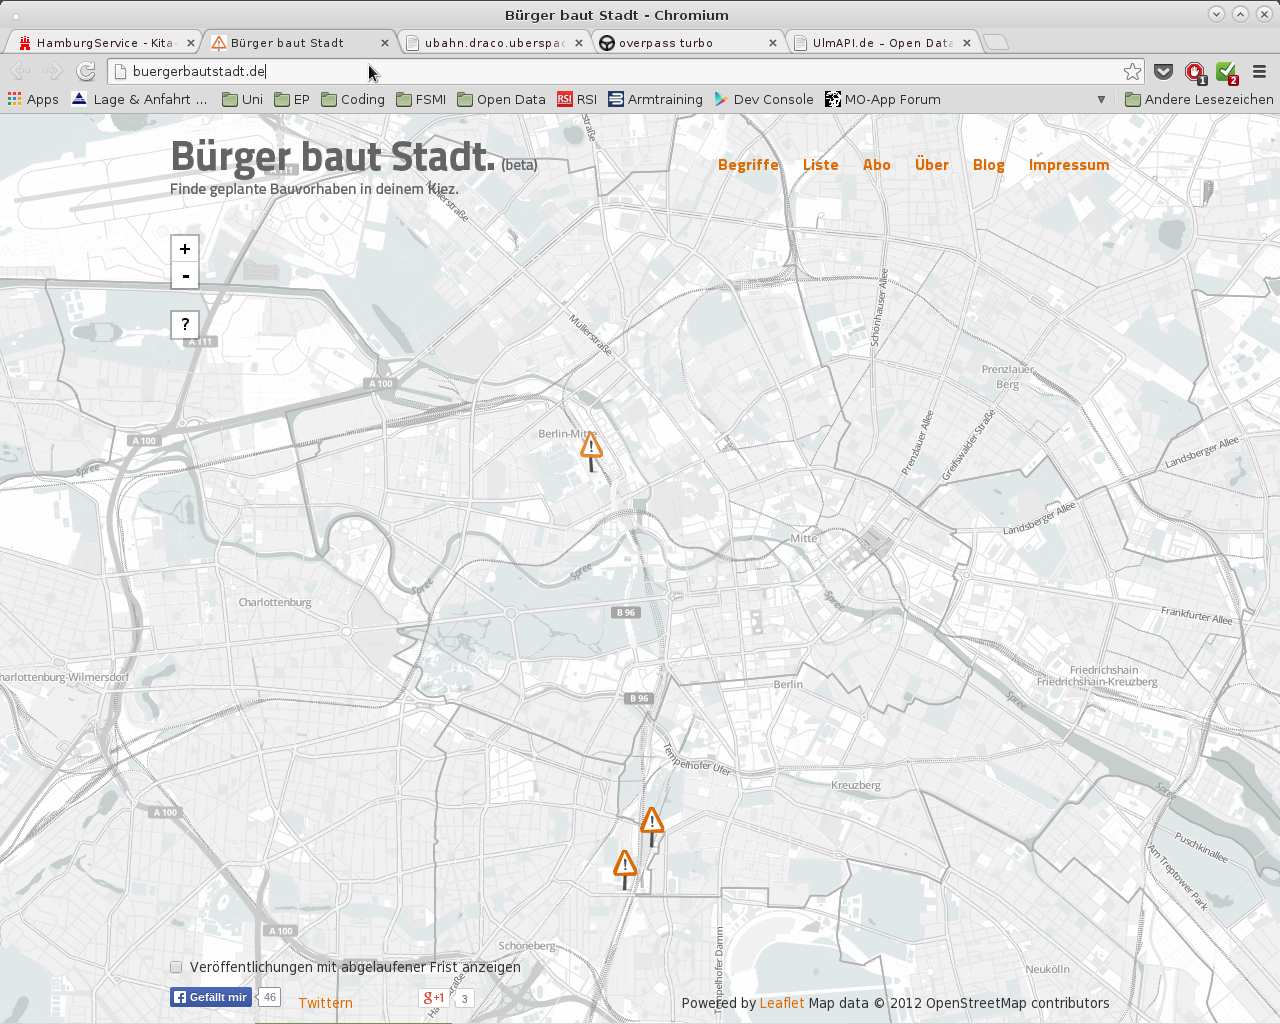 Bürger baut Stadt - Chromium
HamburgService - Kita-
Bürger baut Stadt
ubahn.draco.uberspac
overpass turbo
UlmAPI.de – Open Data
buergerbautstadt.de
1
2
Apps
Lage & Anfahrt ...
Uni
EP
Coding
FSMI
Open Data
RSI RSI
Armtraining
Dev Console
MO-App Forum
Andere Lesezeichen
Bürger baut Stadt. (beta)
Finde geplante Bauvorhaben in deinem Kiez.
Begriffe
Liste
Abo
Über
Blog
Impressum
+
-
?
A 111
A 100
A 100
Spree
Müllerstraße
Schönhauser Allee
Prenzlauer
Berg
Prenzlauer Allee
Greifswalder Straße
Landsberger Allee
Landsberger Allee
Berlin-Mitte
!
Mitte
Spree
Spree
Spree
Charlottenburg
B 96
Frankfurter Allee
harlottenburg-Wilmersdorf
Friedrichshain
Friedrichshain-Kreuzberg
Berlin
B 96
Spree
Tempelhofer Ufer
Kreuzberg
Spree
A 100
!
!
Puschkinallee
Am Treptower Park
A 100
Schöneberg
Tempelhofer Damm
Neukölln
Veröffentlichungen mit abgelaufener Frist anzeigen
Gefällt mir
46
Twittern
g+1
3
Powered by Leaflet Map data © 2012 OpenStreetMap contributors